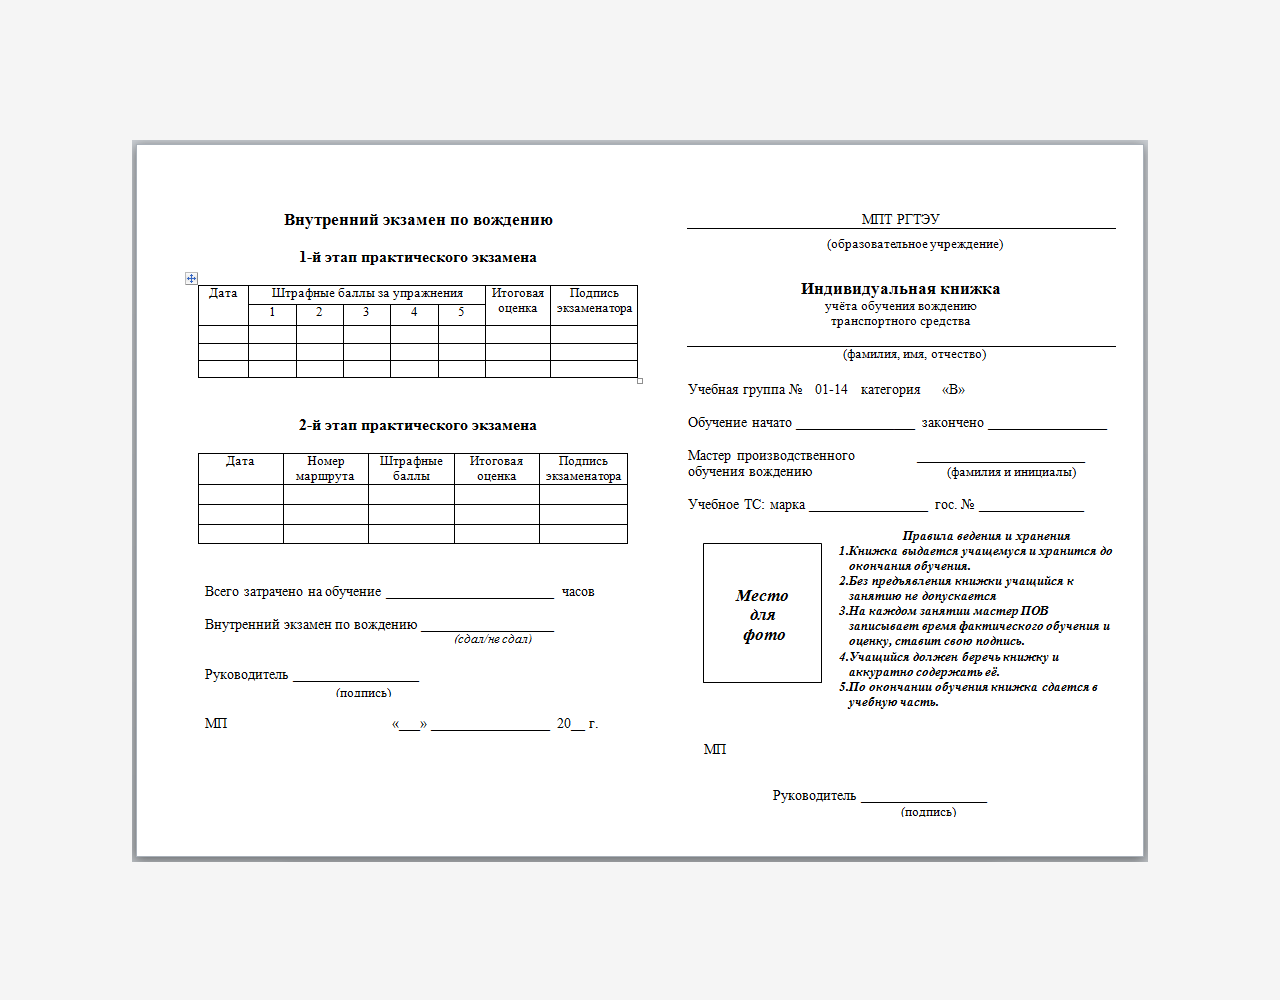 Внутренний экзамен по вождению
1-й этап практического экзамена
Дата Штрафные баллы за упражнения Итоговая оценка Подпись экзаменатора
1 2 3 4 5
2-й этап практического экзамена
Дата Номер маршрута Штрафные баллы Итоговая оценка Подпись экзаменатора
Всего затрачено на обучение ________________________ часов
Внутренний экзамен по вождению ___________________
(сдал/не сдал)
Руководитель __________________
(подпись)
МП «___» _________________ 20__ г.
МПТ РГТЭУ
(образовательное учреждение)
Индивидуальная книжка
учёта обучения вождению
транспортного средства
(фамилия, имя, отчество)
Учебная группа № 01-14 категория «В»
Обучение начато _________________ закончено _________________
Мастер производственного ________________________
обучения вождению (фамилия и инициалы)
Учебное ТС: марка _________________ гос. № _______________
Место
для
фото
Правила ведения и хранения
1.Книжка выдается учащемуся и хранится до
окончания обучения.
2.Без предъявления книжки учащийся к
занятию не допускается
3.На каждом занятии мастер ПОВ
записывает время фактического обучения и
оценку, ставит свою подпись.
4.Учащийся должен беречь книжку и
аккуратно содержать её.
5.По окончании обучения книжка сдается в
учебную часть.
МП
Руководитель __________________
(подпись)